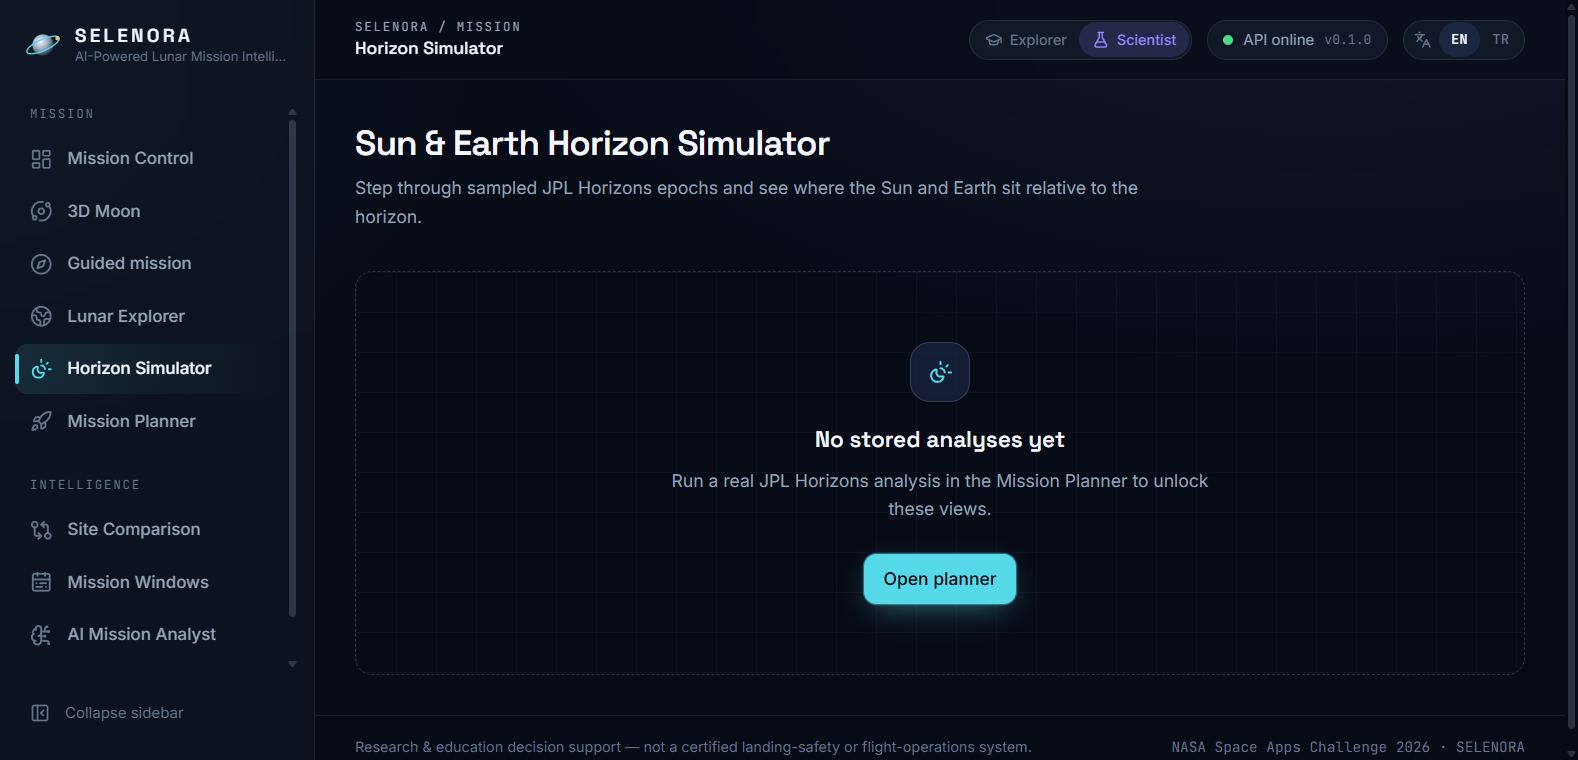 SELENORA
AI-Powered Lunar Mission Intelli...
MISSION
Mission Control
3D Moon
Guided mission
Lunar Explorer
Horizon Simulator
Mission Planner
INTELLIGENCE
Site Comparison
Mission Windows
AI Mission Analyst
Collapse sidebar
SELENORA / MISSION
Horizon Simulator
Explorer
Scientist
API online v0.1.0
EN
TR
Sun & Earth Horizon Simulator
Step through sampled JPL Horizons epochs and see where the Sun and Earth sit relative to the
horizon.
No stored analyses yet
Run a real JPL Horizons analysis in the Mission Planner to unlock
these views.
Open planner
Research & education decision support — not a certified landing-safety or flight-operations system.
NASA Space Apps Challenge 2026 · SELENORA